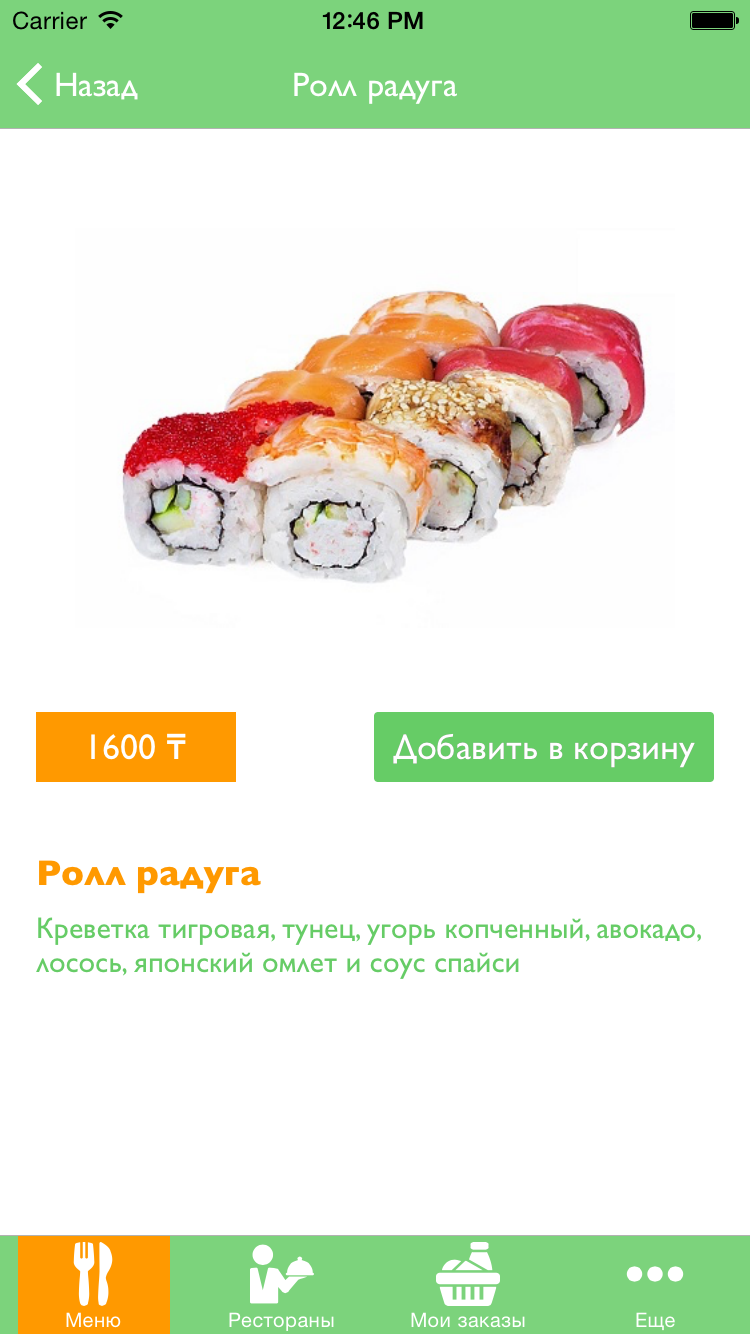 Carrier 12:46 PM
Назад Ролл радуга
1600 ₸ Добавить в корзину
Ролл радуга
Креветка тигровая, тунец, угорь копченный, авокадо,
лосось, японский омлет и соус спайси
Меню Рестораны Мои заказы Еще